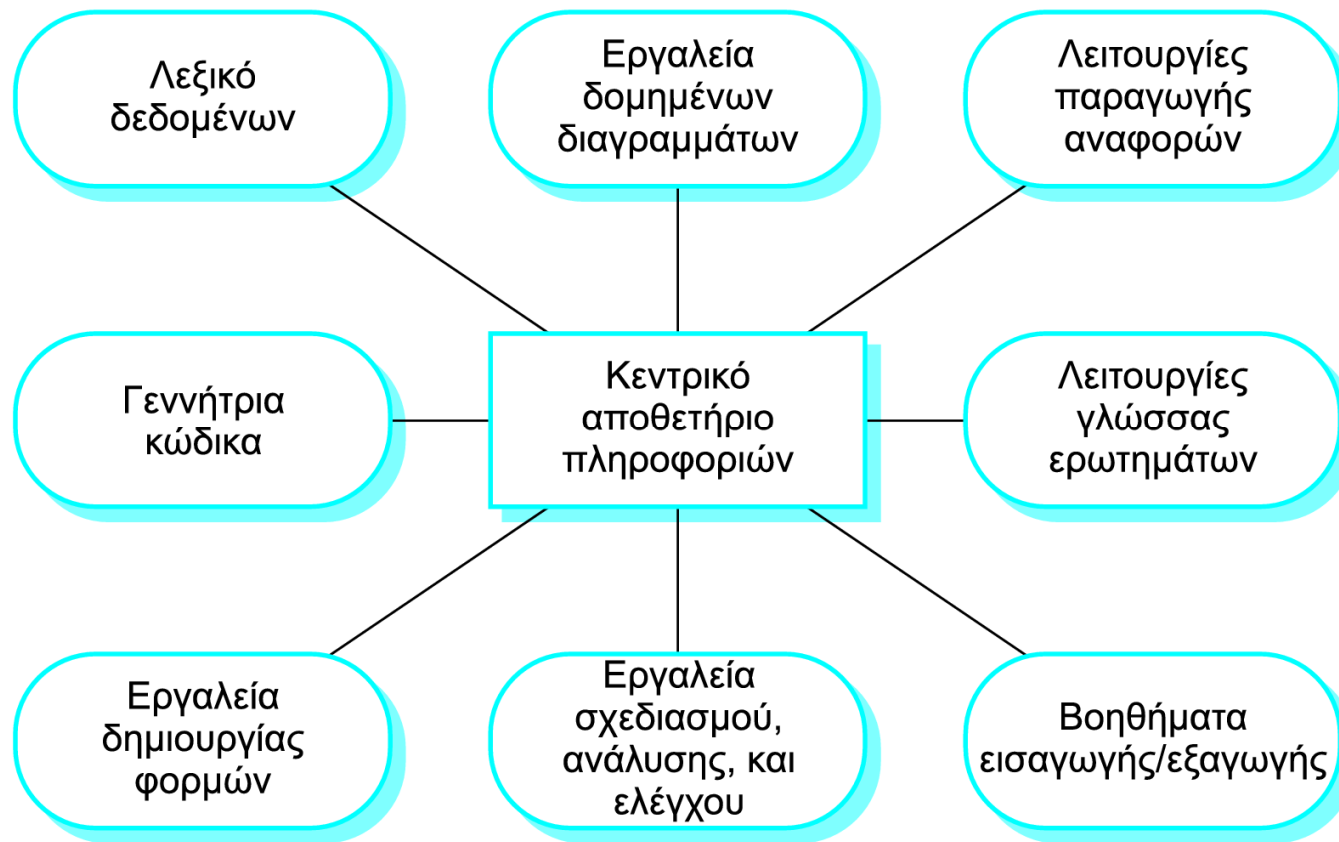 Λεξικό
δεδομένων
Εργαλεία
δομημένων
διαγραμμάτων
Λειτουργίες
παραγωγής
αναφορών
Γεννήτρια
κώδικα
Κεντρικό
αποθετήριο
πληροφοριών
Λειτουργίες
γλώσσας
ερωτημάτων
Εργαλεία
δημιουργίας
φορμών
Εργαλεία
σχεδιασμού,
ανάλυσης, και
ελέγχου
Βοηθήματα
εισαγωγής/εξαγωγής